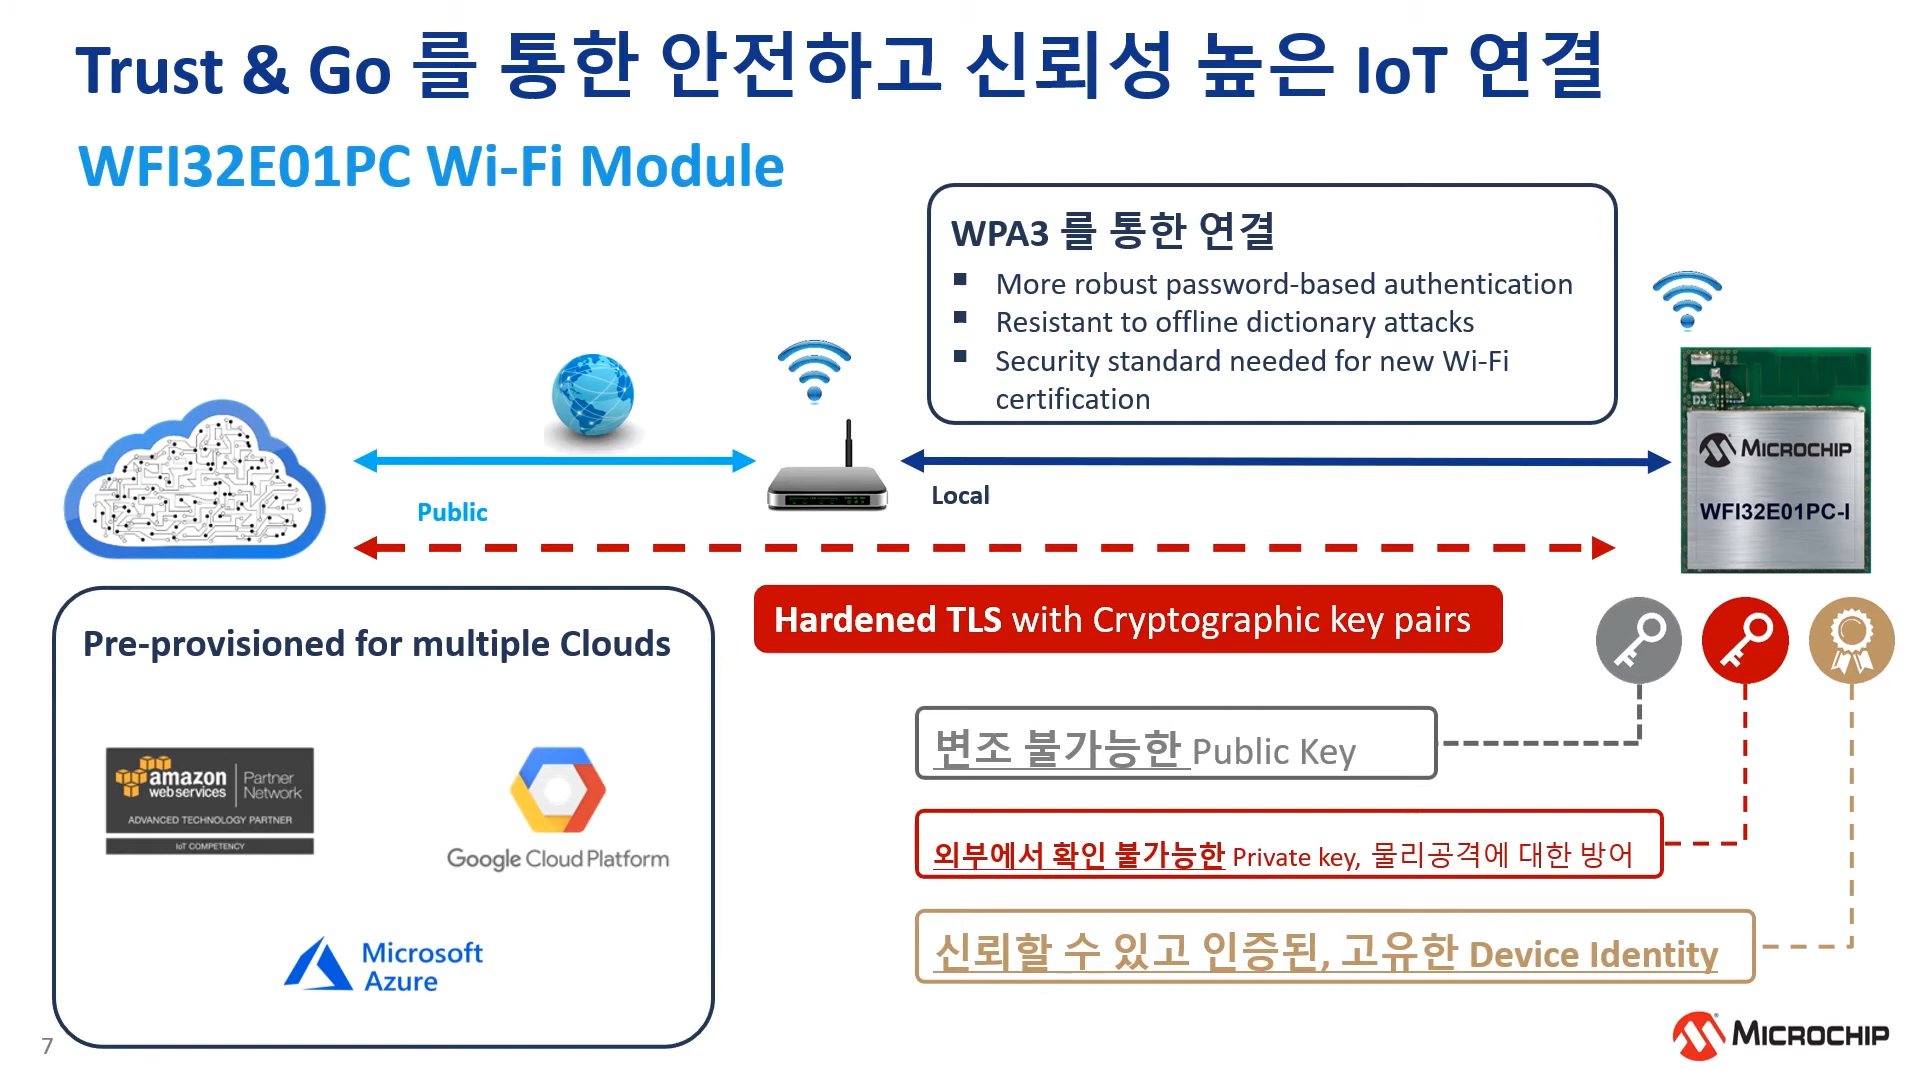 Trust & Go 를 통한 안전하고 신뢰성 높은 IoT 연결
WFI32E01PC Wi-Fi Module
WPA3 를 통한 연결
More robust password-based authentication
Resistant to offline dictionary attacks
Security standard needed for new Wi-Fi
certification
D3
MICROCHIP
WFI32E01PC-I
Public
Local
Hardened TLS with Cryptographic key pairs
Pre-provisioned for multiple Clouds
amazon
webservices
Partner
Network
ADVANCED TECHNOLOGY PARTNER
IoT COMPETENCY
Google Cloud Platform
Microsoft
Azure
변조 불가능한 Public Key
외부에서 확인 불가능한 Private key, 물리공격에 대한 방어
신뢰할 수 있고 인증된, 고유한 Device Identity
7
MICROCHIP